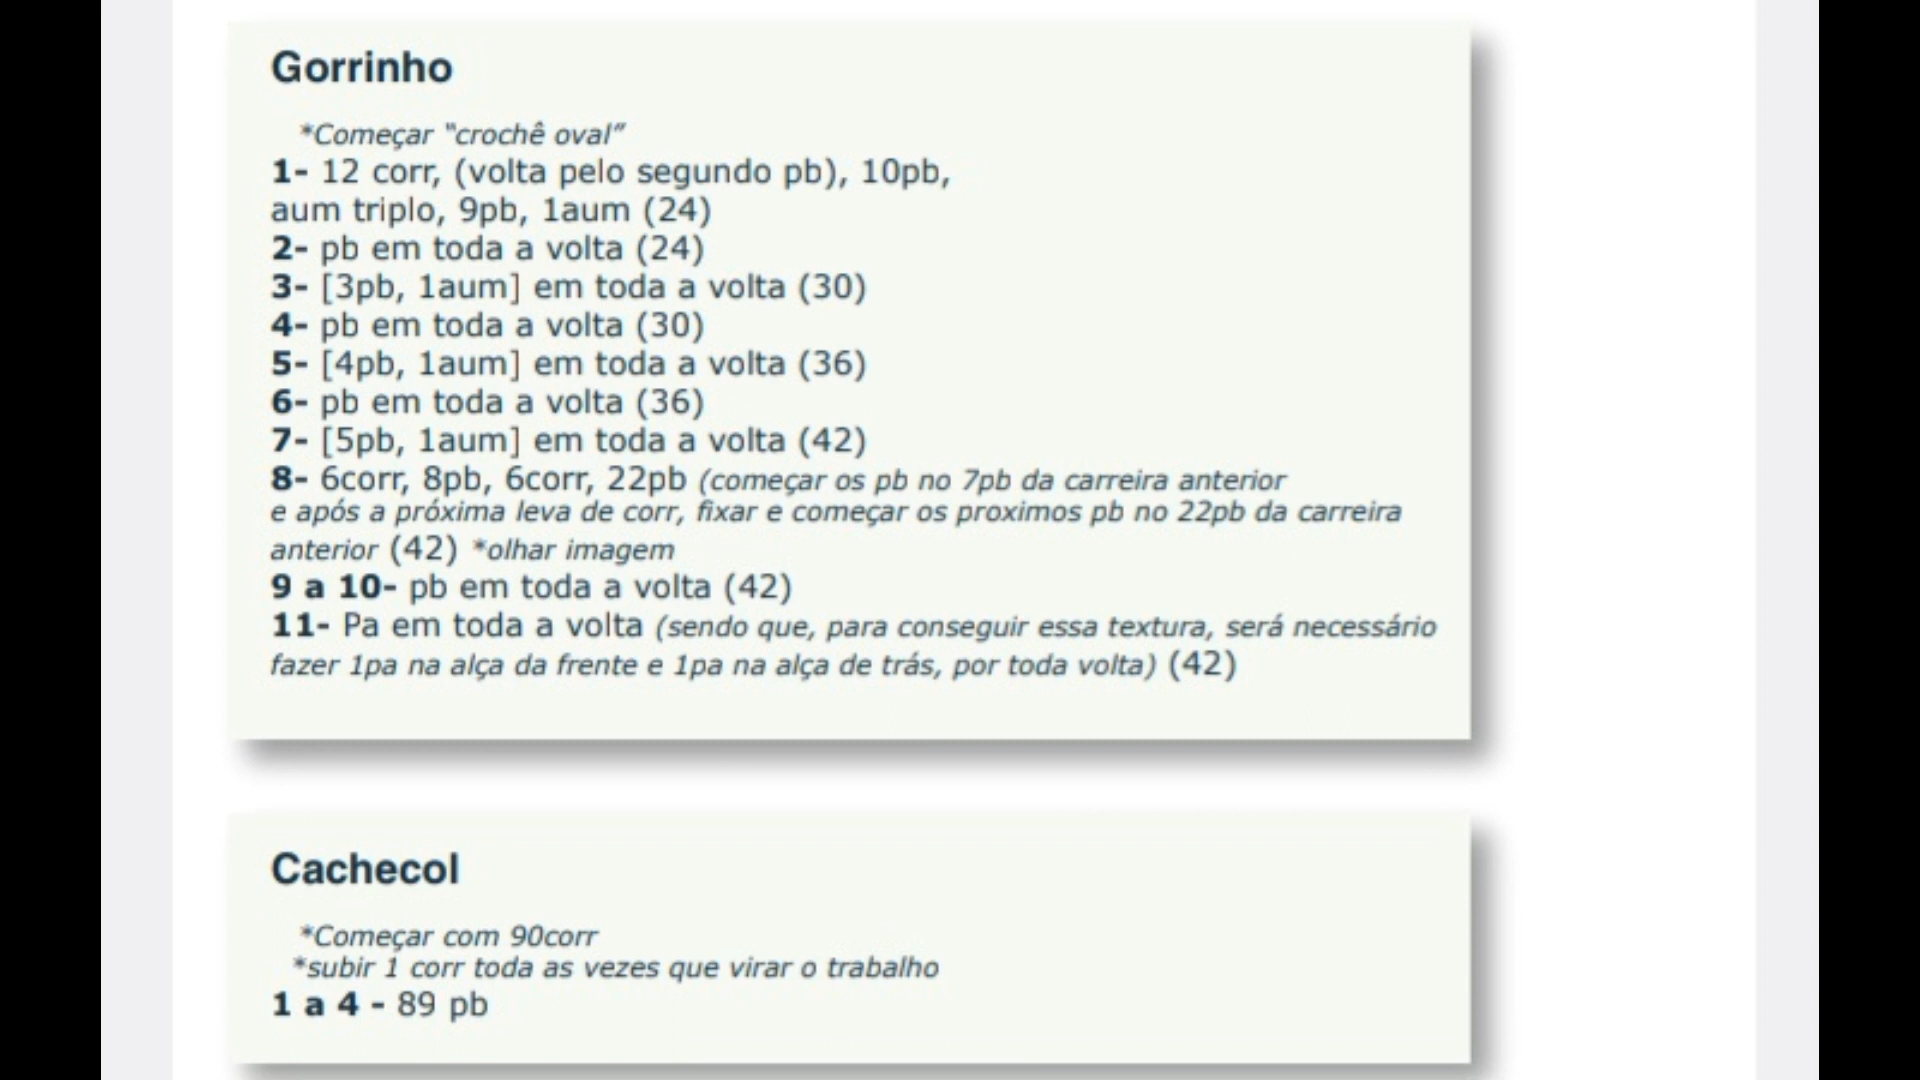 Gorrinho
*Começar “crochê oval”
1- 12 corr, (volta pelo segundo pb), 10pb,
aum triplo, 9pb, 1aum (24)
2- pb em toda a volta (24)
3- [3pb, 1aum] em toda a volta (30)
4- pb em toda a volta (30)
5- [4pb, 1aum] em toda a volta (36)
6- pb em toda a volta (36)
7- [5pb, 1aum] em toda a volta (42)
8- 6corr, 8pb, 6corr, 22pb (começar os pb no 7pb da carreira anterior
e após a próxima leva de corr, fixar e começar os proximos pb no 22pb da carreira
anterior (42) *olhar imagem
9 a 10- pb em toda a volta (42)
11- Pa em toda a volta (sendo que, para conseguir essa textura, será necessário
fazer 1pa na alça da frente e 1pa na alça de trás, por toda volta) (42)
Cachecol
*Começar com 90corr
*subir 1 corr toda as vezes que virar o trabalho
1 a 4 - 89 pb